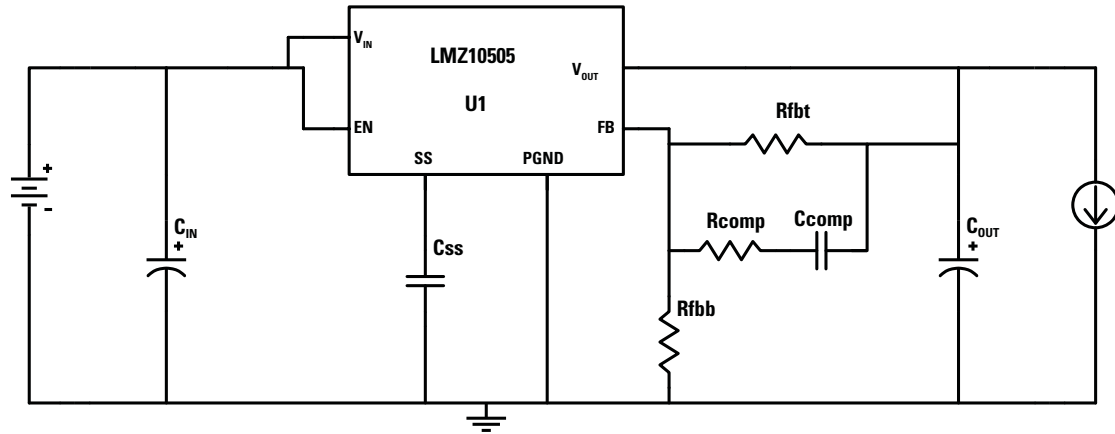 V_IN
LMZ10505
V_OUT
U1
EN
FB
SS
PGND
Rfbt
+
-
C_IN
+
Css
Rcomp
Ccomp
C_OUT
+
Rfbb